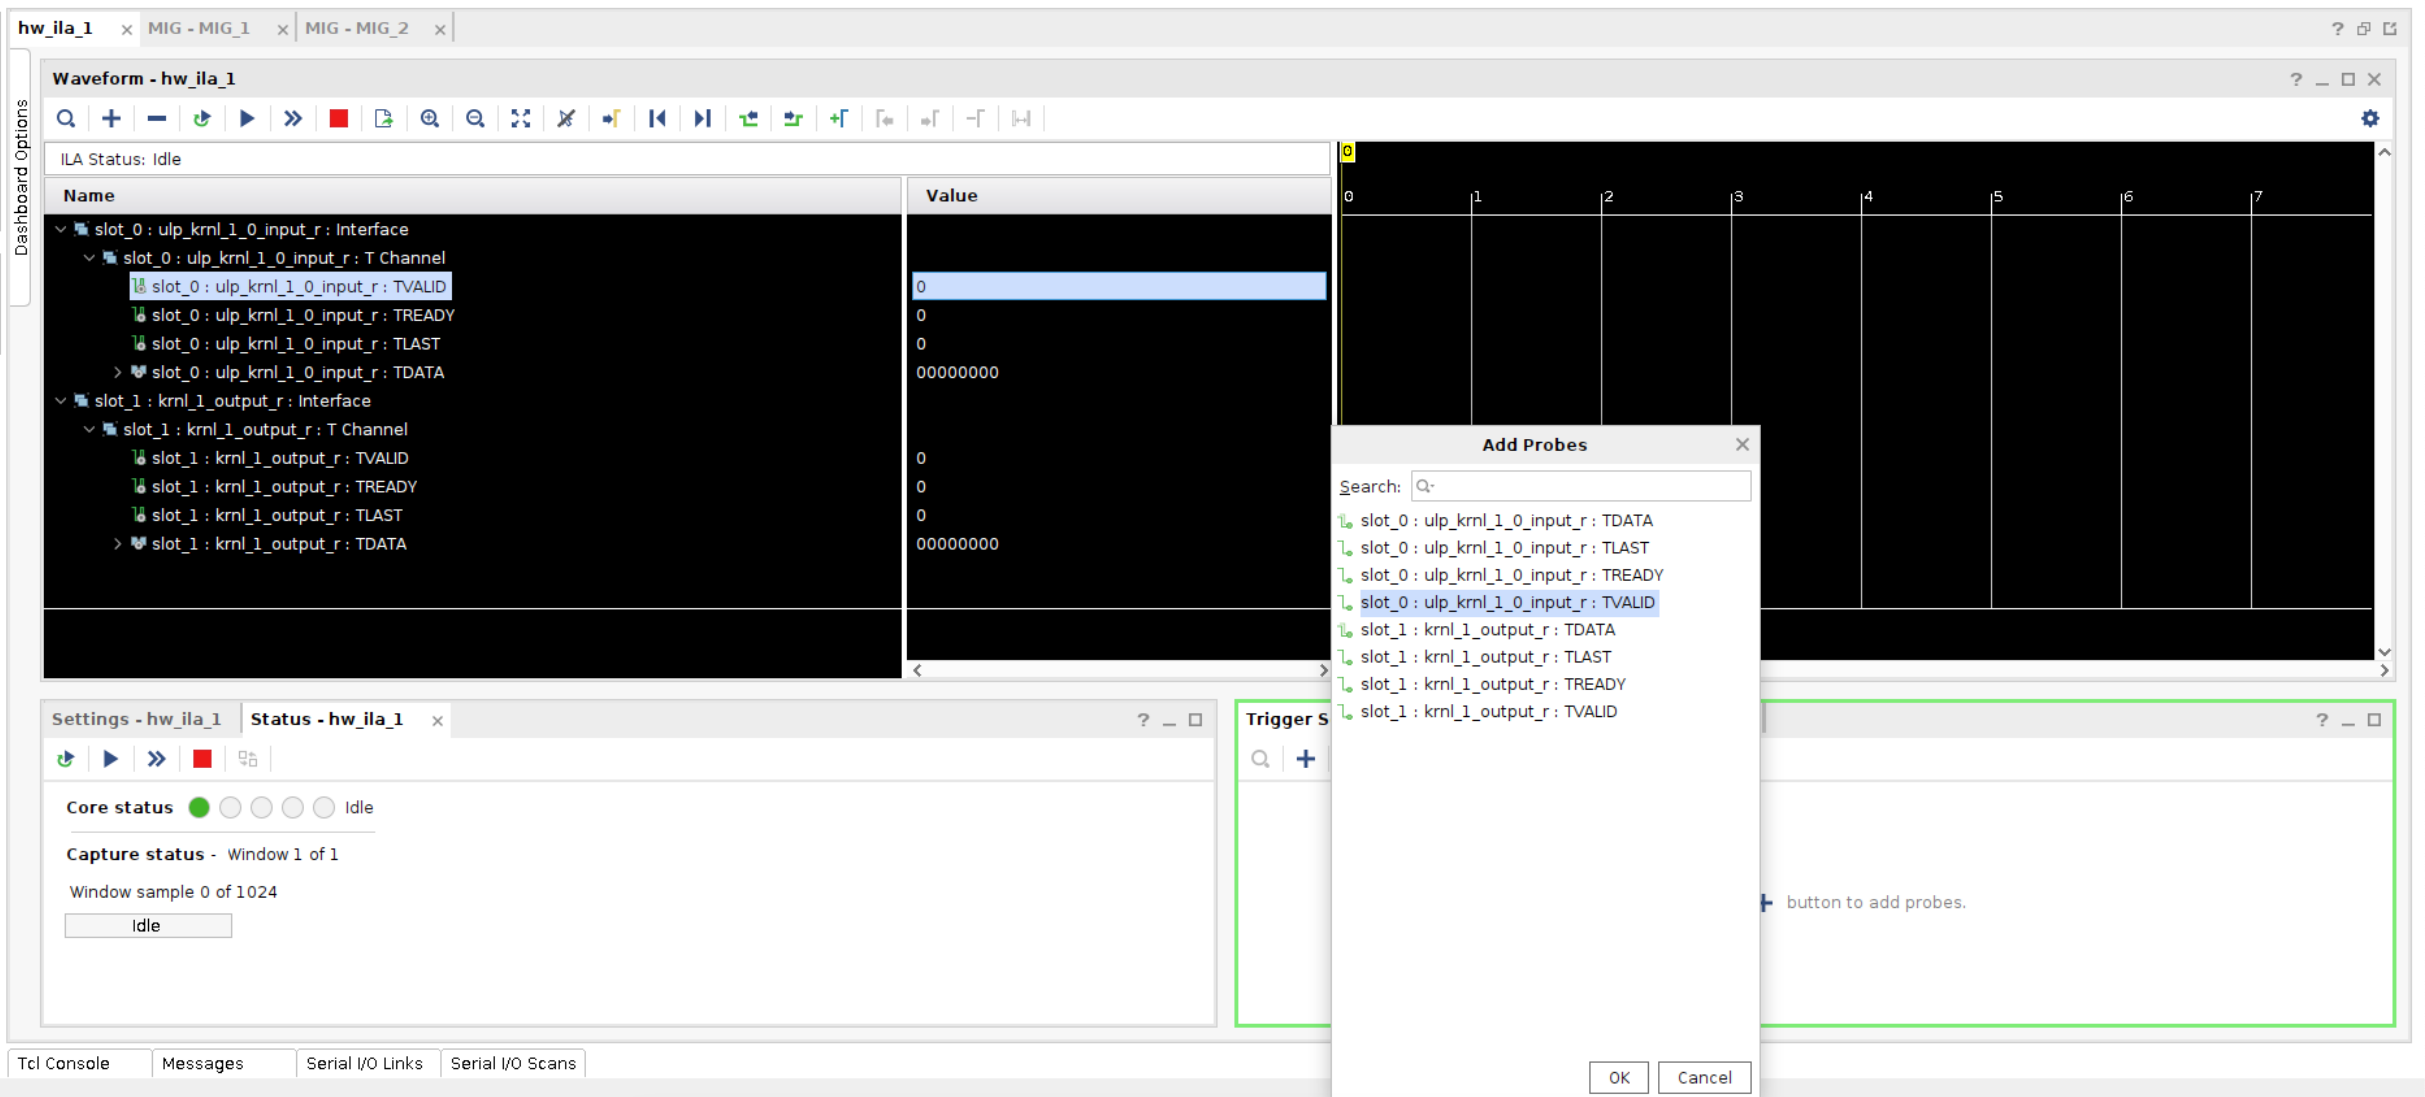 hw_ila_1 MIG - MIG_1 MIG - MIG_2
Dashboard Options
Waveform - hw_ila_1
ILA Status: Idle
Name Value
0
0 1 2 3 4 5 6 7
slot_0 : ulp_krnl_1_0_input_r : Interface
slot_0 : ulp_krnl_1_0_input_r : T Channel
slot_0 : ulp_krnl_1_0_input_r : TVALID 0
slot_0 : ulp_krnl_1_0_input_r : TREADY 0
slot_0 : ulp_krnl_1_0_input_r : TLAST 0
slot_0 : ulp_krnl_1_0_input_r : TDATA 00000000
slot_1 : krnl_1_output_r : Interface
slot_1 : krnl_1_output_r : T Channel
slot_1 : krnl_1_output_r : TVALID 0
slot_1 : krnl_1_output_r : TREADY 0
slot_1 : krnl_1_output_r : TLAST 0
slot_1 : krnl_1_output_r : TDATA 00000000
Add Probes
Search:
slot_0 : ulp_krnl_1_0_input_r : TDATA
slot_0 : ulp_krnl_1_0_input_r : TLAST
slot_0 : ulp_krnl_1_0_input_r : TREADY
slot_0 : ulp_krnl_1_0_input_r : TVALID
slot_1 : krnl_1_output_r : TDATA
slot_1 : krnl_1_output_r : TLAST
slot_1 : krnl_1_output_r : TREADY
slot_1 : krnl_1_output_r : TVALID
OK Cancel
Settings - hw_ila_1 Status - hw_ila_1
Core status Idle
Capture status - Window 1 of 1
Window sample 0 of 1024
Idle
Trigger S
button to add probes.
Tcl Console Messages Serial I/O Links Serial I/O Scans